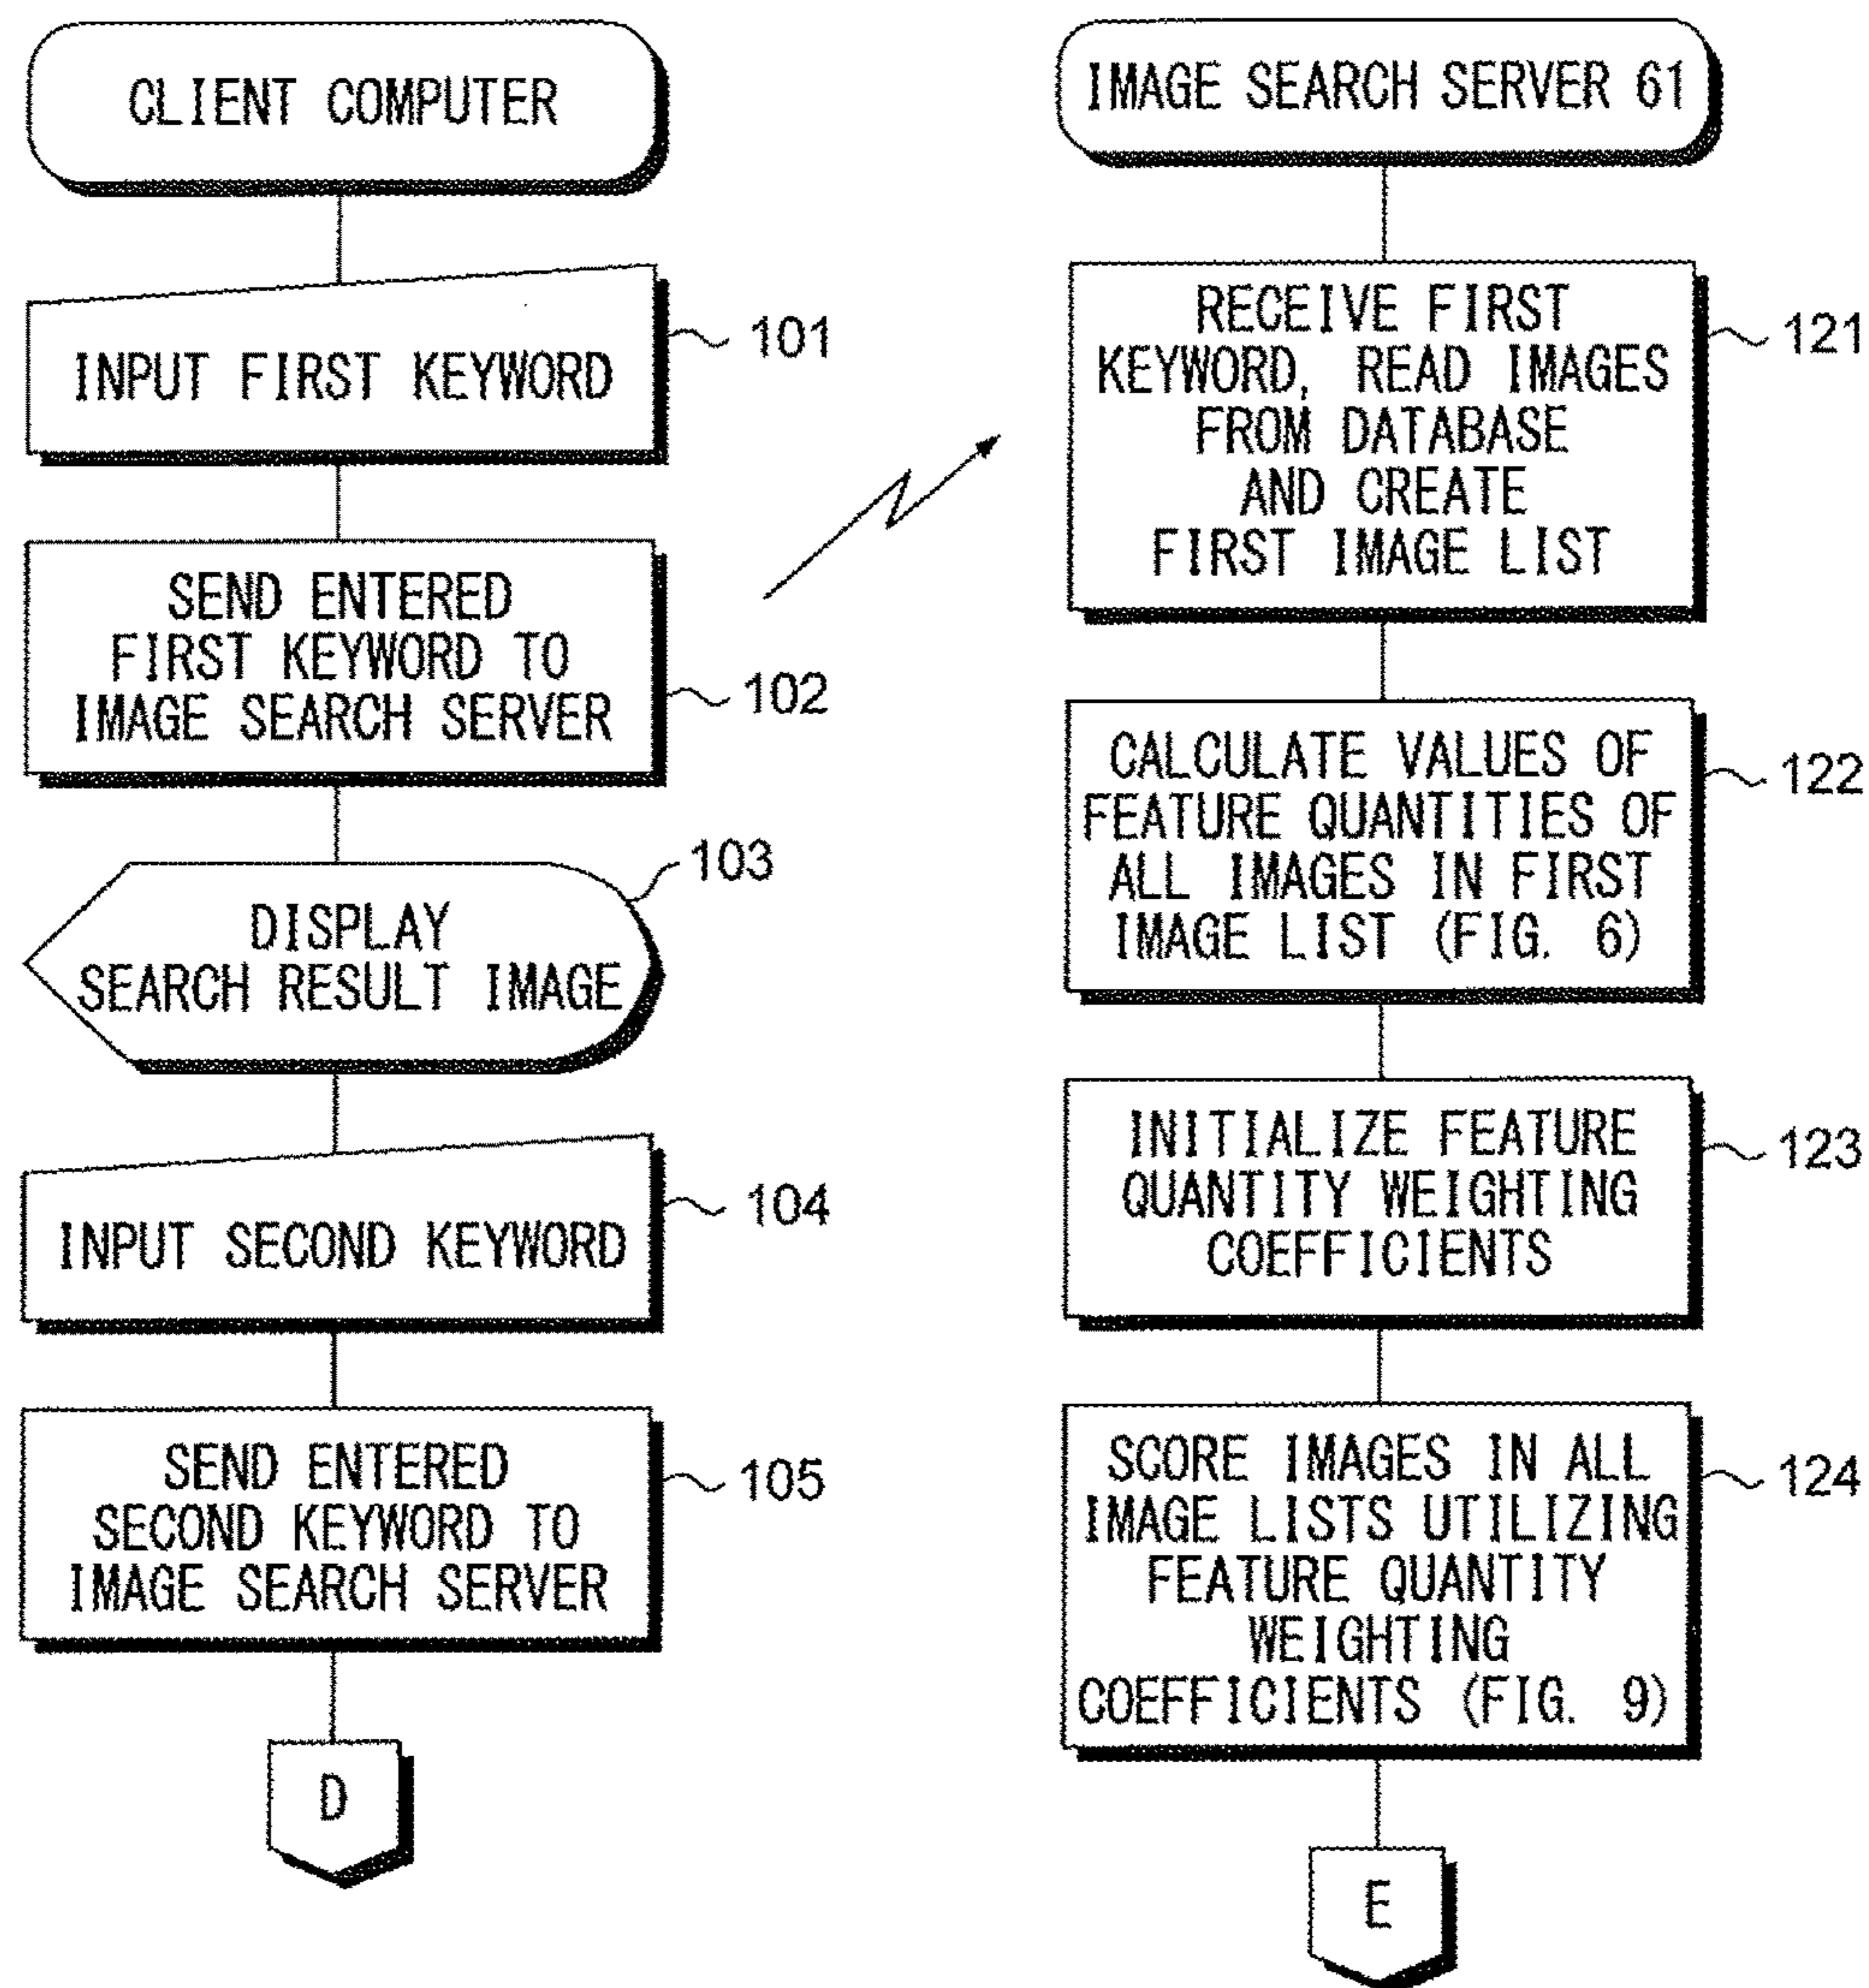 CLIENT COMPUTER
INPUT FIRST KEYWORD
101
SEND ENTERED
FIRST KEYWORD TO
IMAGE SEARCH SERVER
102
103
DISPLAY
SEARCH RESULT IMAGE
INPUT SECOND KEYWORD
104
SEND ENTERED
SECOND KEYWORD TO
IMAGE SEARCH SERVER
105
D
IMAGE SEARCH SERVER 61
RECEIVE FIRST
KEYWORD, READ IMAGES
FROM DATABASE
AND CREATE
FIRST IMAGE LIST
121
CALCULATE VALUES OF
FEATURE QUANTITIES OF
ALL IMAGES IN FIRST
IMAGE LIST (FIG. 6)
122
INITIALIZE FEATURE
QUANTITY WEIGHTING
COEFFICIENTS
123
SCORE IMAGES IN ALL
IMAGE LISTS UTILIZING
FEATURE QUANTITY
WEIGHTING
COEFFICIENTS (FIG. 9)
124
E